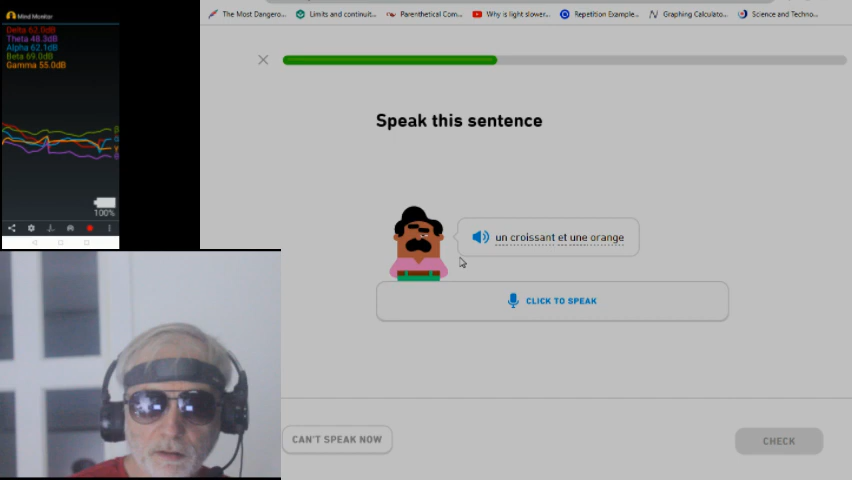 Mind Monitor
Delta 62.0dB
Theta 48.3dB
Alpha 62.1dB
Beta 69.0dB
Gamma 55.0dB
100%
The Most Dangero...
Limits and continuit...
Parenthetical Com...
Why is light slower...
Repetition Example...
Graphing Calculato...
Science and Techno...
Speak this sentence
un croissant et une orange
CLICK TO SPEAK
CAN'T SPEAK NOW
CHECK